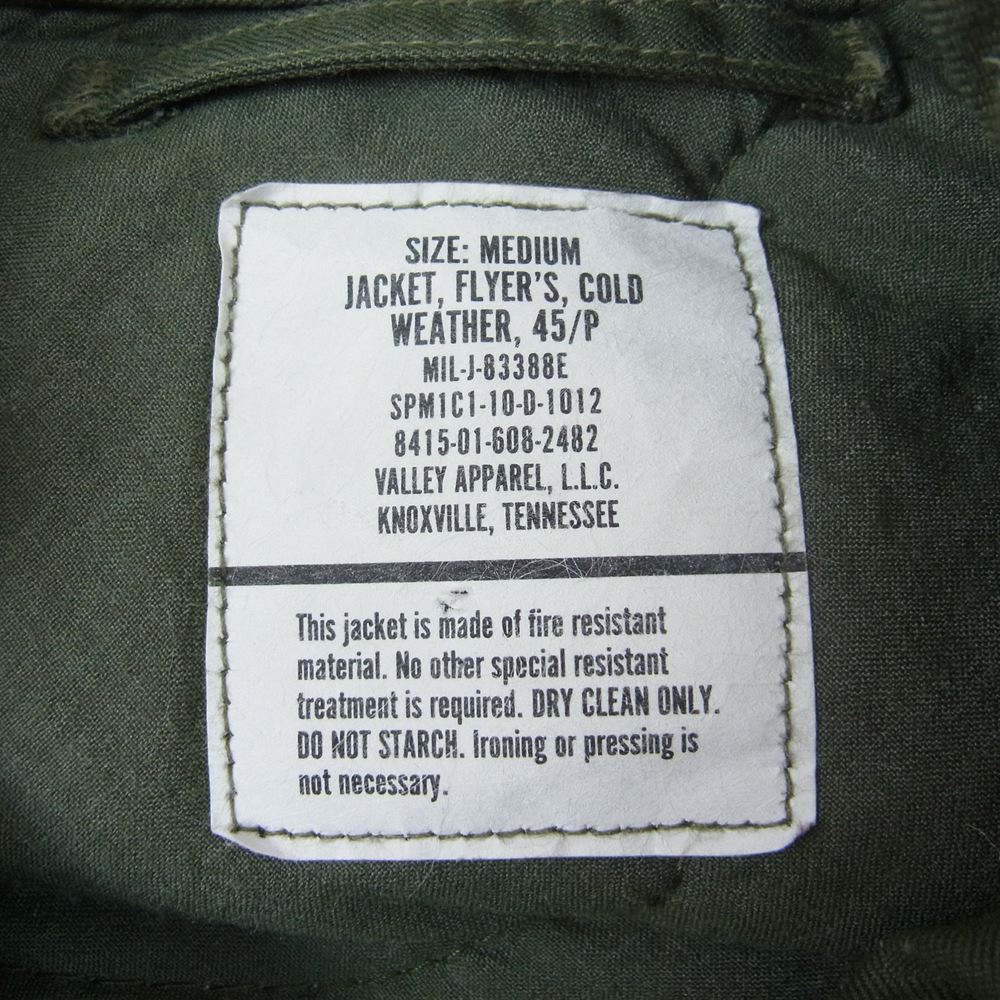 SIZE: MEDIUM
JACKET, FLYER'S, COLD
WEATHER, 45/P
MIL-J-83388E
SPM1C1-10-D-1012
8415-01-608-2482
VALLEY APPAREL, L.L.C.
KNOXVILLE, TENNESSEE
This jacket is made of fire resistant
material. No other special resistant
treatment is required. DRY CLEAN ONLY.
DO NOT STARCH. Ironing or pressing is
not necessary.